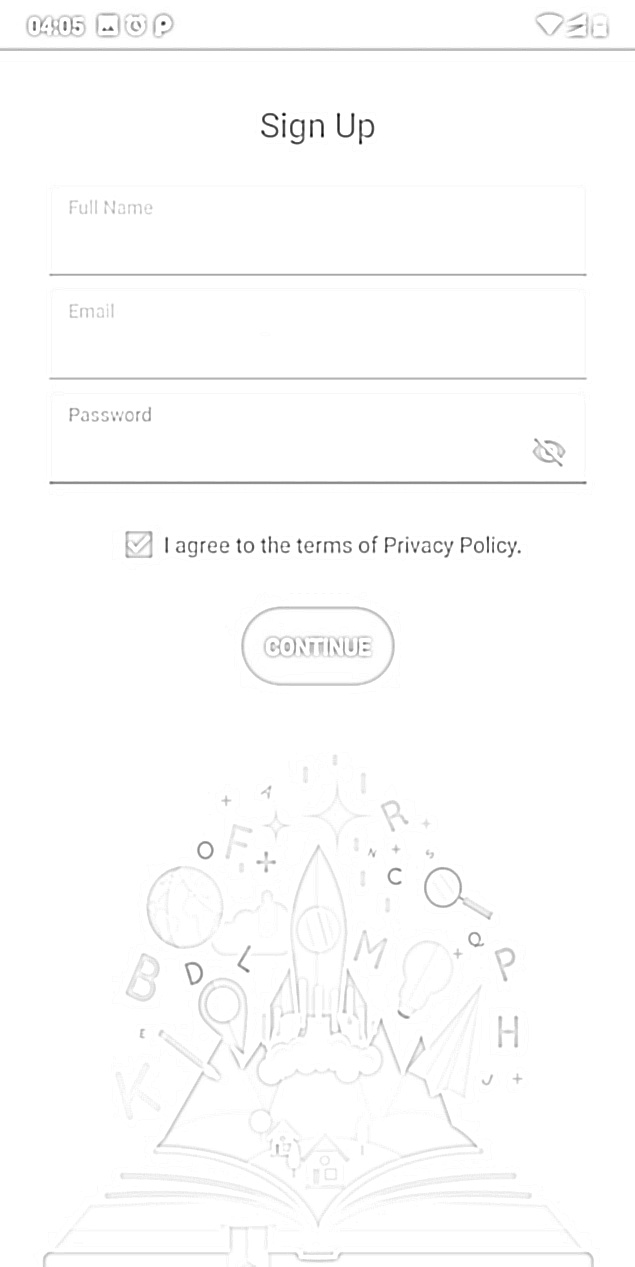 04:05
Sign Up
Full Name
Email
Password
I agree to the terms of Privacy Policy.
CONTINUE
A
R
F
O
N
C
Q
M
P
B
D
L
H
E
K
J